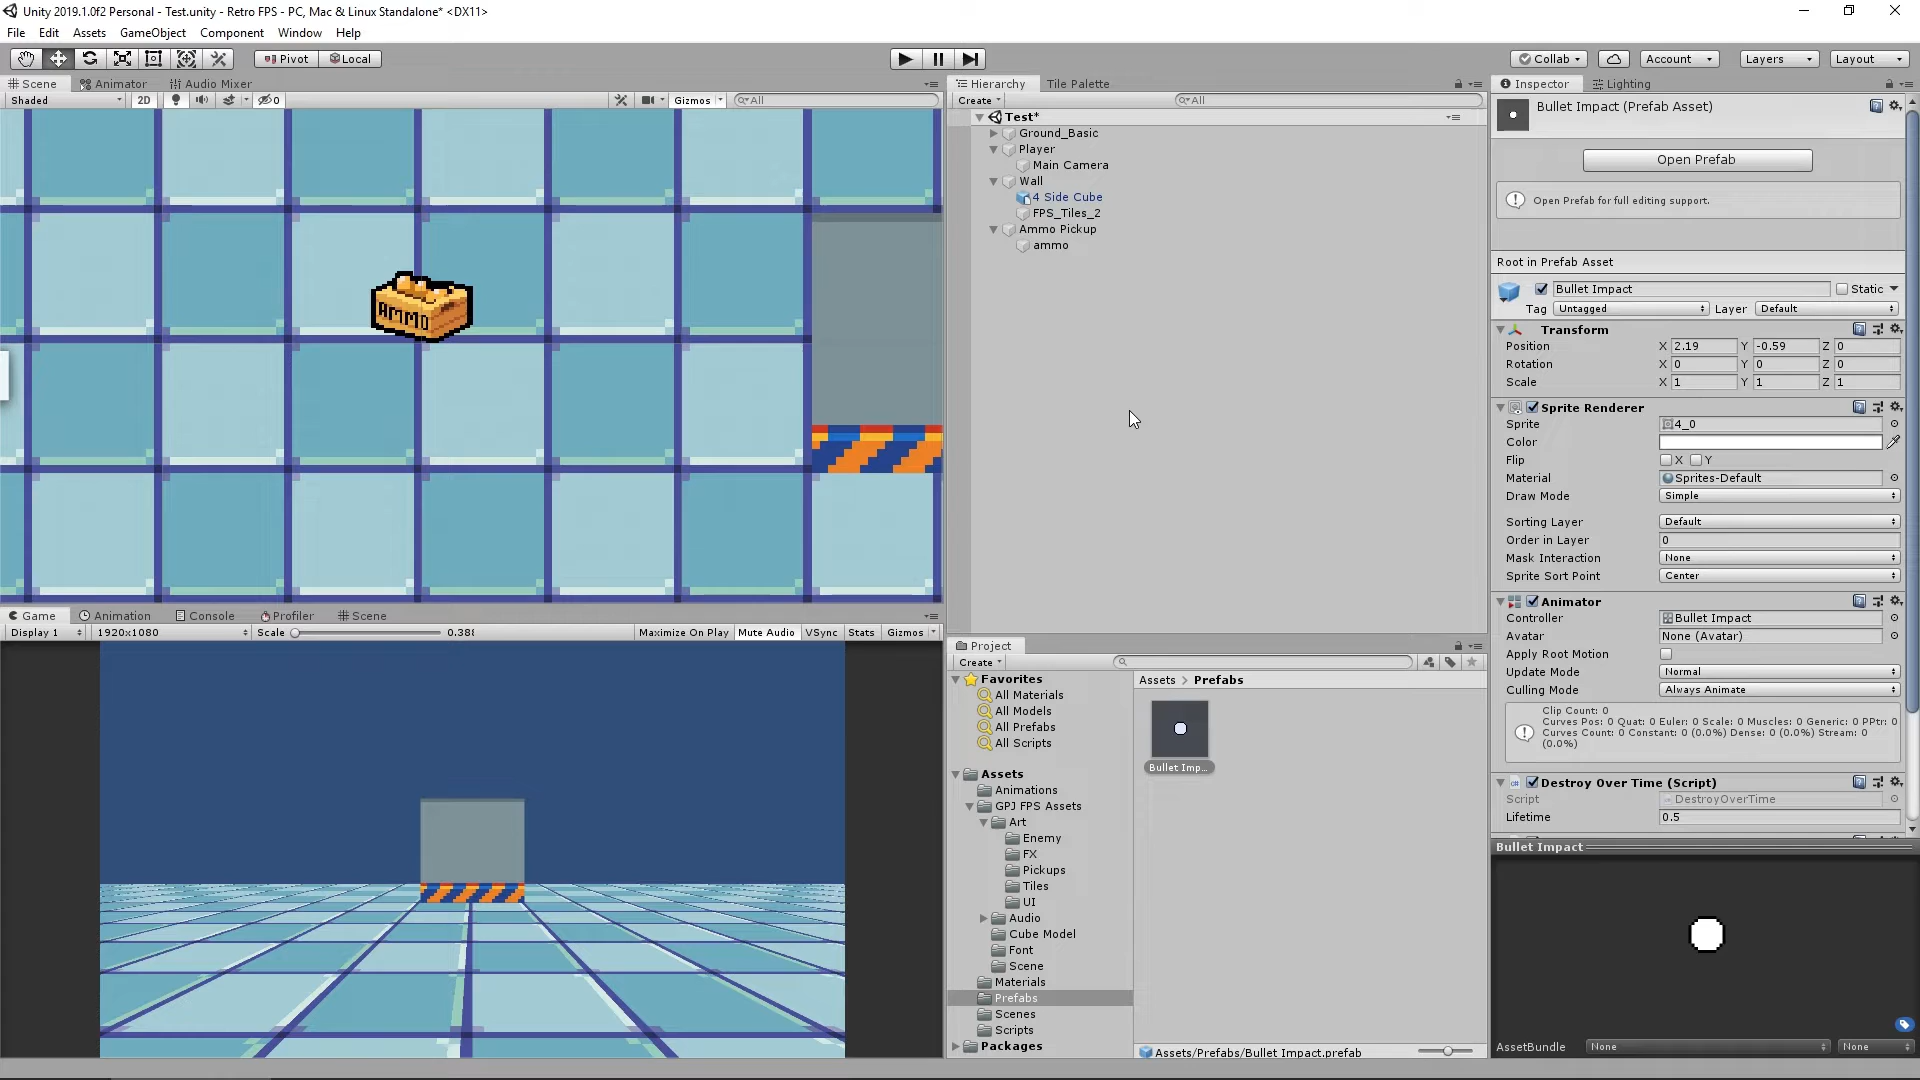 Unity 2019.1.0f2 Personal - Test.unity - Retro FPS - PC, Mac & Linux Standalone* <DX11>
File Edit Assets GameObject Component Window Help
Pivot Local
Collab Account Layers Layout
Scene Animator Audio Mixer
Shaded 2D 0 Gizmos All
AMMO
Game Animation Console Profiler Scene
Display 1 1920x1080 Scale 0.388 Maximize On Play Mute Audio VSync Stats Gizmos
Hierarchy Tile Palette
Create All
Test*
Ground_Basic
Player
Main Camera
Wall
4 Side Cube
FPS_Tiles_2
Ammo Pickup
ammo
Project
Create
Favorites
All Materials
All Models
All Prefabs
All Scripts
Assets
Animations
GPJ FPS Assets
Art
Enemy
FX
Pickups
Tiles
UI
Audio
Cube Model
Font
Scene
Materials
Prefabs
Scenes
Scripts
Packages
Assets > Prefabs
Bullet Imp...
Assets/Prefabs/Bullet Impact.prefab
Inspector Lighting
Bullet Impact (Prefab Asset)
Open Prefab
Open Prefab for full editing support.
Root in Prefab Asset
Bullet Impact Static
Tag Untagged Layer Default
Transform
Position X 2.19 Y -0.59 Z 0
Rotation X 0 Y 0 Z 0
Scale X 1 Y 1 Z 1
Sprite Renderer
Sprite 4_0
Color
Flip X Y
Material Sprites-Default
Draw Mode Simple
Sorting Layer Default
Order in Layer 0
Mask Interaction None
Sprite Sort Point Center
Animator
Controller Bullet Impact
Avatar None (Avatar)
Apply Root Motion
Update Mode Normal
Culling Mode Always Animate
Clip Count: 0
Curves Pos: 0 Quat: 0 Euler: 0 Scale: 0 Muscles: 0 Generic: 0 PPtr: 0
Curves Count: 0 Constant: 0 (0.0%) Dense: 0 (0.0%) Stream: 0
(0.0%)
Destroy Over Time (Script)
Script DestroyOverTime
Lifetime 0.5
Bullet Impact
AssetBundle None None